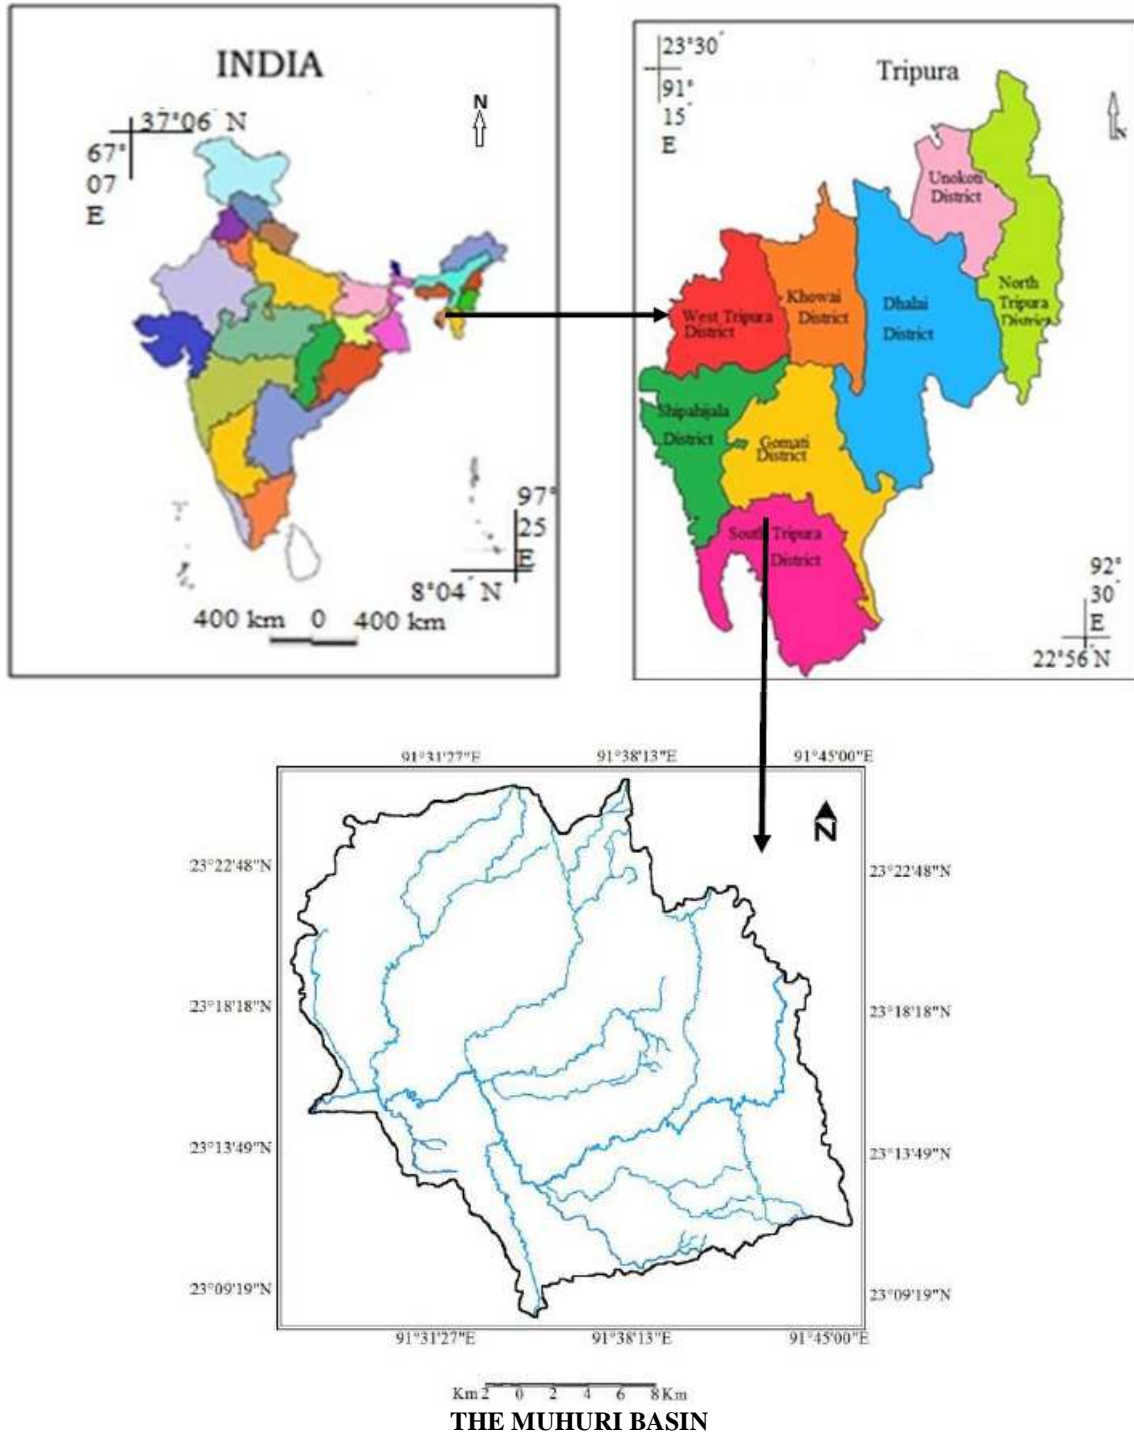 INDIA
N
37°06´ N
67°
07
E
97°
25
E
8°04´ N
400 km 0 400 km
23°30´
91°
15´
E
Tripura
N
Unokoti
District
North
Tripura
District
West Tripura
District
Khowai
District
Dhalai
District
Shipahjala
District
Gomati
District
South Tripura
District
92°
30´
E
22°56´N
91°31'27"E 91°38'13"E 91°45'00"E
N
23°22'48"N 23°22'48"N
23°18'18"N 23°18'18"N
23°13'49"N 23°13'49"N
23°09'19"N 23°09'19"N
91°31'27"E 91°38'13"E 91°45'00"E
Km 2 0 2 4 6 8 Km
THE MUHURI BASIN